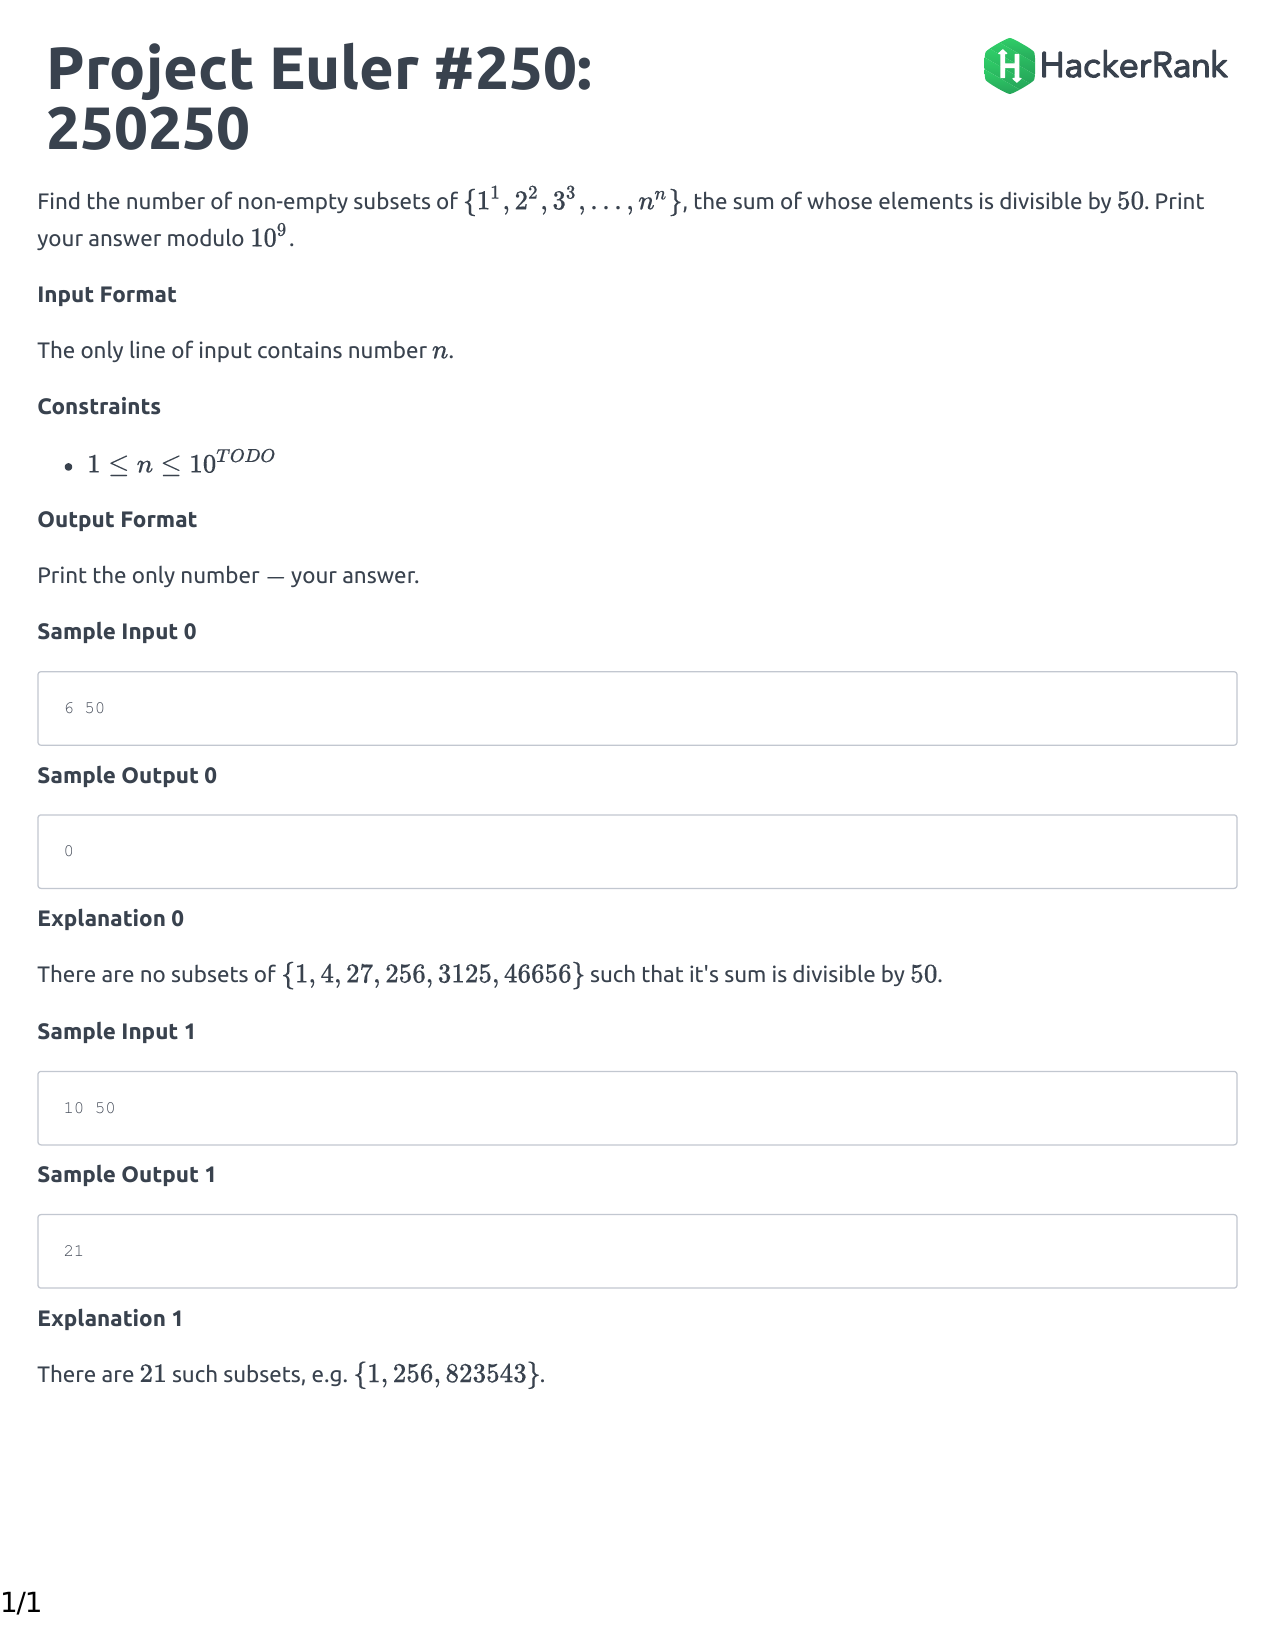 Project Euler #250:
250250
HackerRank
Find the number of non-empty subsets of {1^1, 2^2, 3^3, ..., n^n}, the sum of whose elements is divisible by 50. Print
your answer modulo 10^9.
Input Format
The only line of input contains number n.
Constraints
• 1 ≤ n ≤ 10^TODO
Output Format
Print the only number — your answer.
Sample Input 0
6 50
Sample Output 0
0
Explanation 0
There are no subsets of {1, 4, 27, 256, 3125, 46656} such that it's sum is divisible by 50.
Sample Input 1
10 50
Sample Output 1
21
Explanation 1
There are 21 such subsets, e.g. {1, 256, 823543}.
1/1